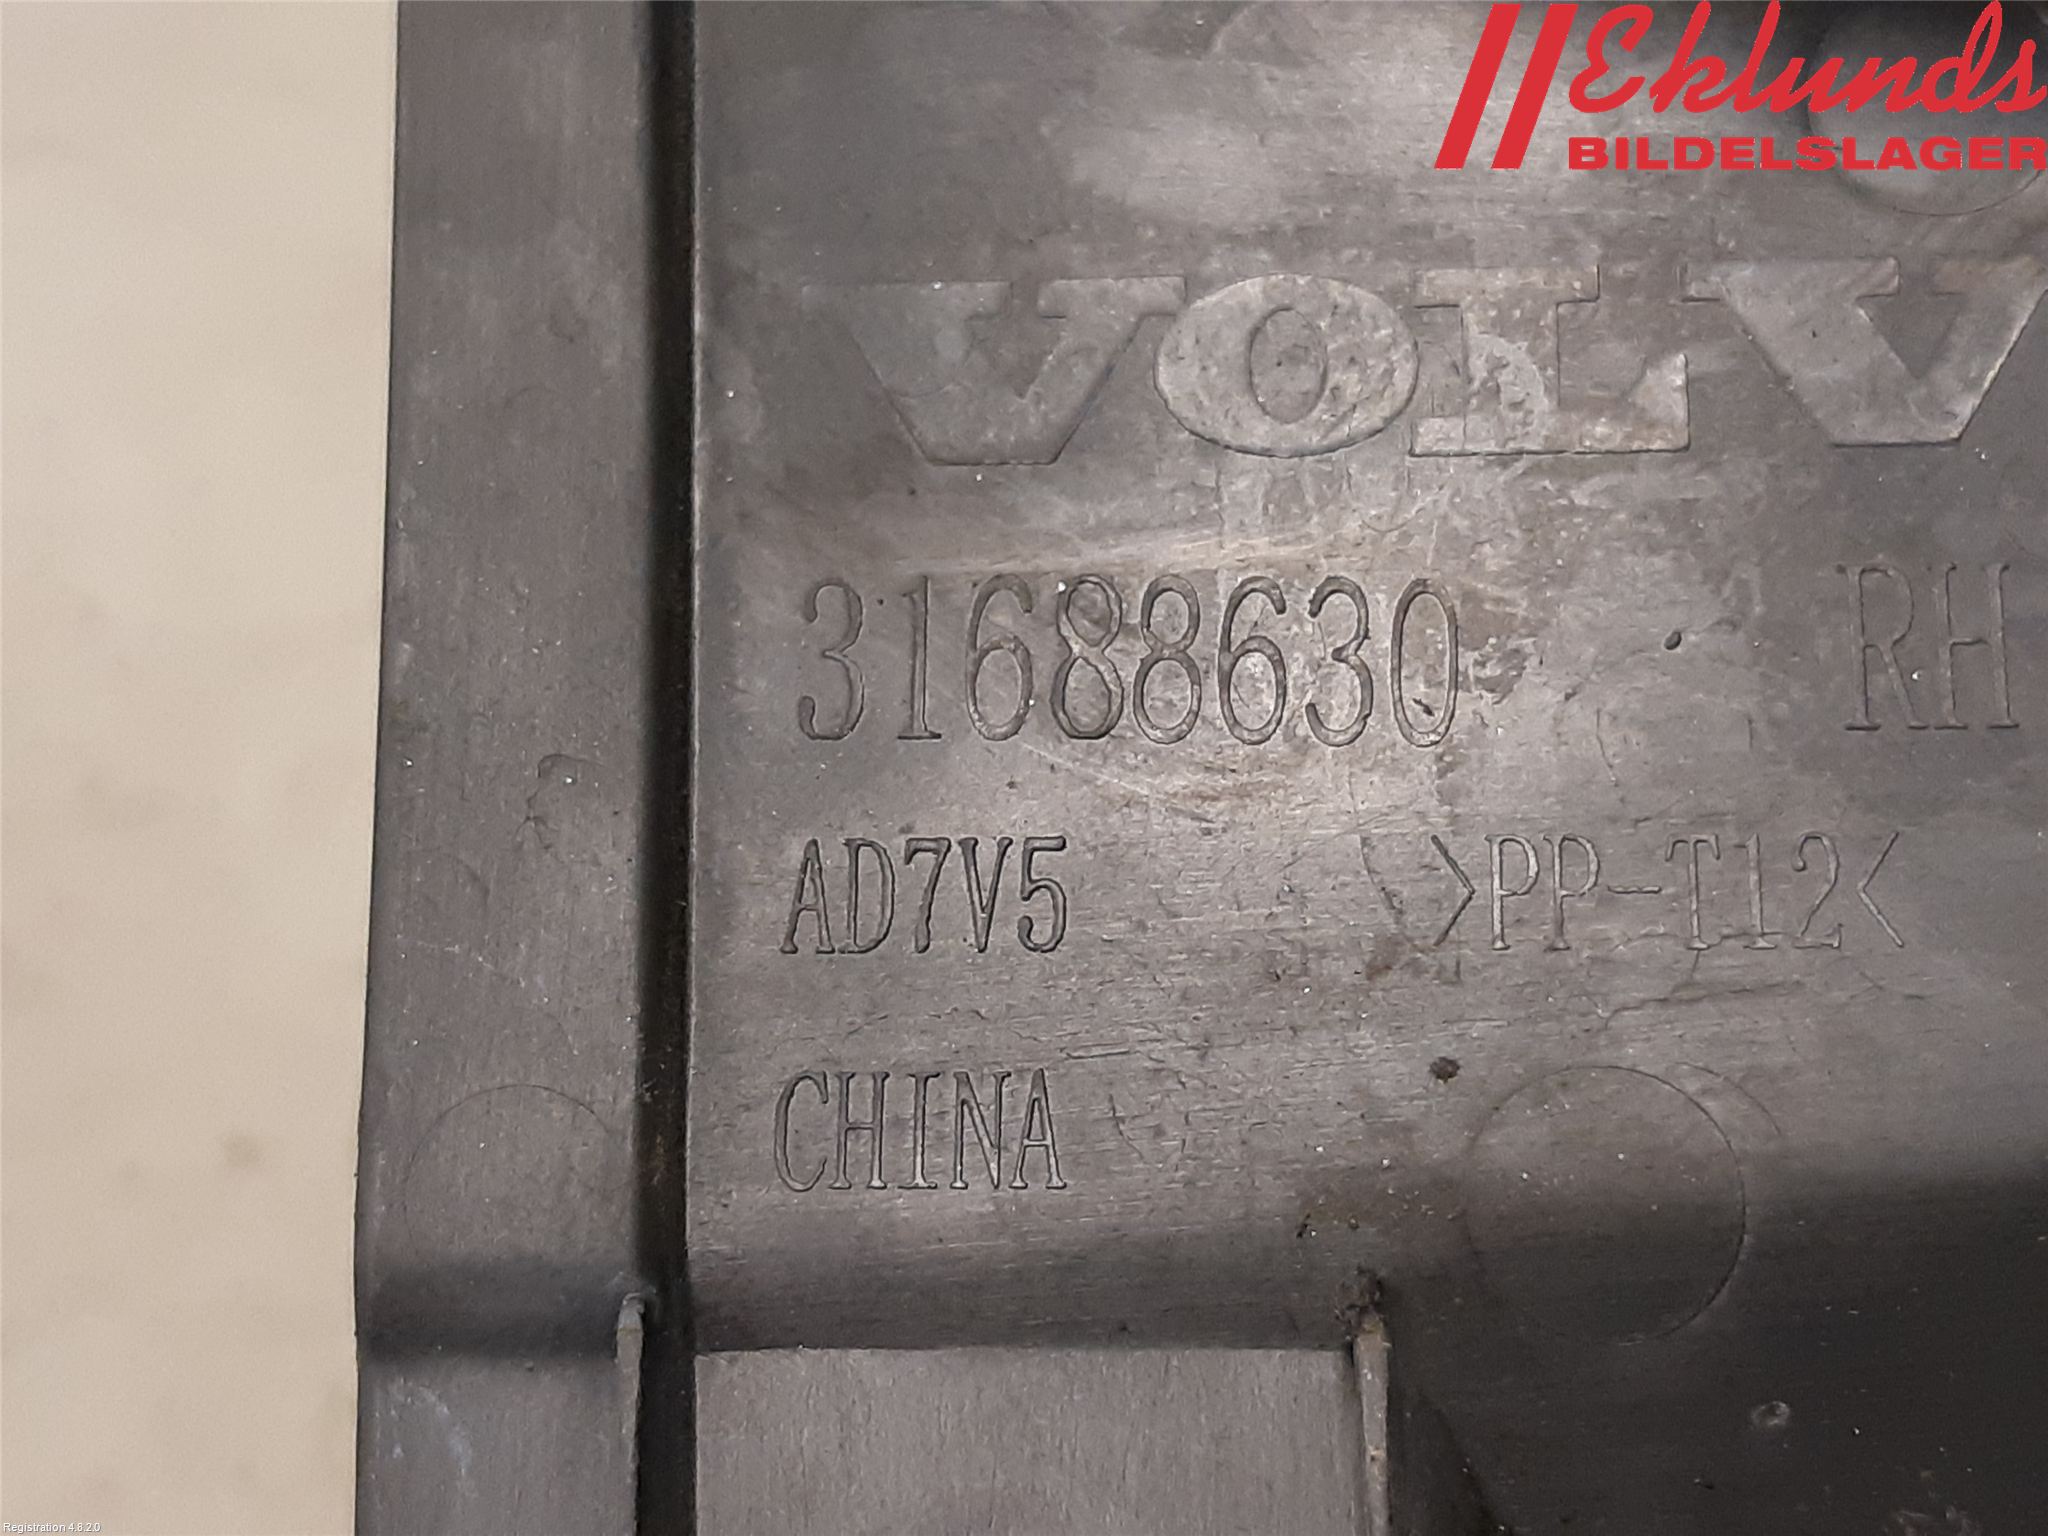 Eklunds
BILDELSLAGER
VOLV
31688630 RH
AD7V5 >PP-T12<
CHINA
Registration 4.8.2.0